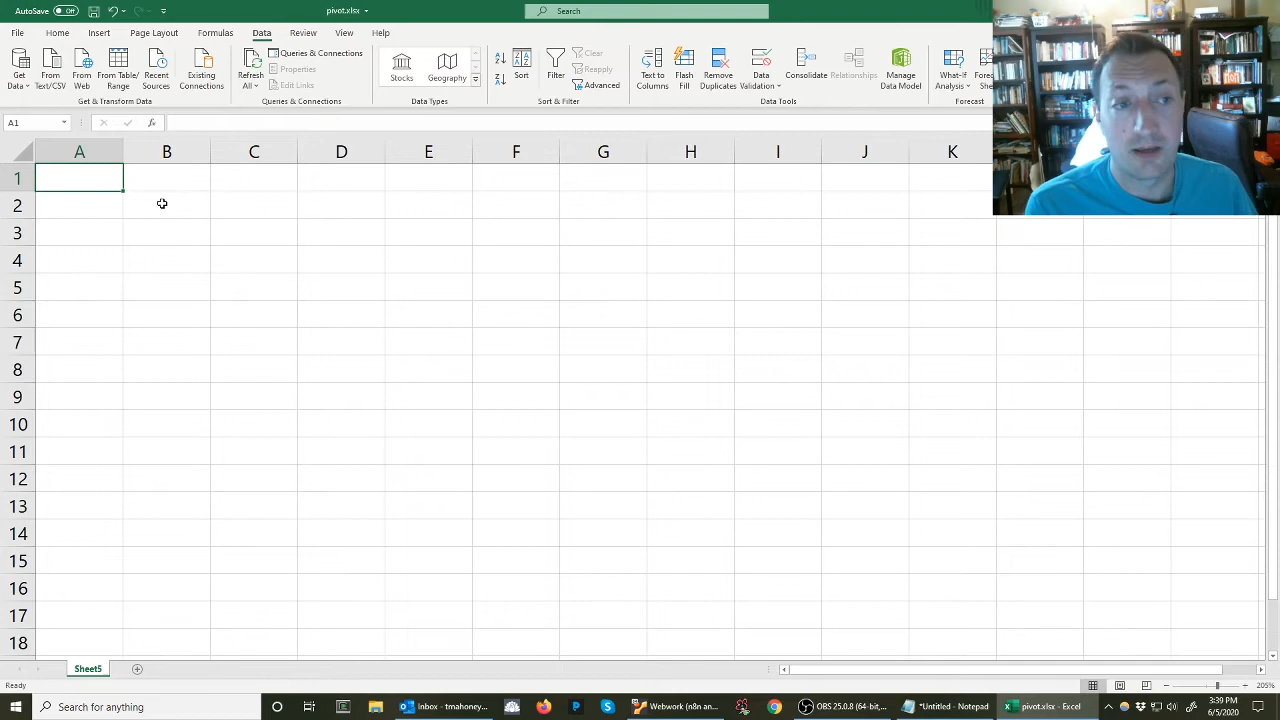 AutoSave Off pivot.xlsx Search
File Home Insert Page Layout Formulas Data Review View Help
Get Data From Text/CSV From Web From Table/ Range Recent Sources Existing Connections
Get & Transform Data
Refresh All Queries & Connections Properties Edit Links
Queries & Connections
Stocks Geography
Data Types
Sort Filter Clear Reapply Advanced
Sort & Filter
Text to Columns Flash Fill Remove Duplicates Data Validation Consolidate Relationships Manage Data Model
Data Tools
What-If Analysis
Forecast
A1 fx
A B C D E F G H I J K
1
2
3
4
5
6
7
8
9
10
11
12
13
14
15
16
17
18
Sheet5
Ready 205%
Search for anything Inbox - tmahoney... Webwork (n8n an... OBS 25.0.8 (64-bit,... *Untitled - Notepad pivot.xlsx - Excel 3:39 PM
6/5/2020